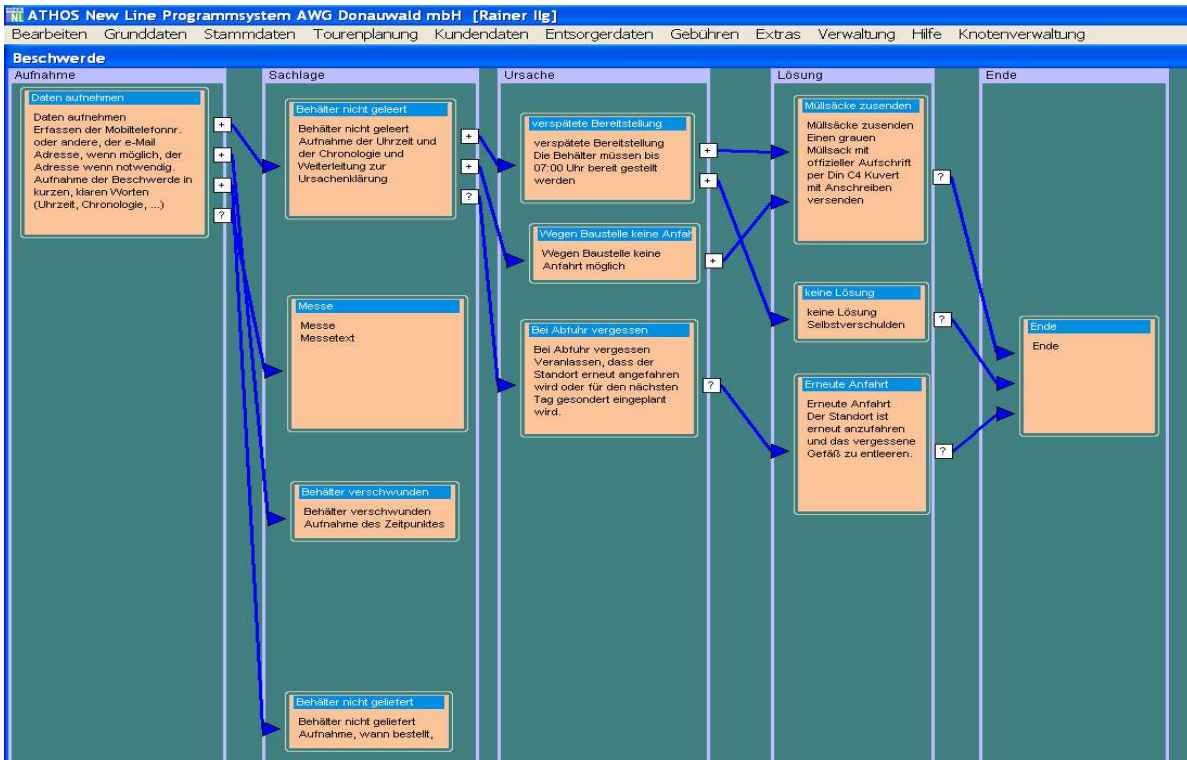 ATHOS New Line Programmsystem AWG Donauwald mbH [Rainer Ilg]
Bearbeiten Grunddaten Stammdaten Tourenplanung Kundendaten Entsorgerdaten Gebühren Extras Verwaltung Hilfe Knotenverwaltung
Beschwerde
Aufnahme
Daten aufnehmen
Daten aufnehmen
Erfassen der Mobiltelefonnr.
oder andere, der e-Mail
Adresse, wenn möglich, der
Adresse wenn notwendig.
Aufnahme der Beschwerde in
kurzen, klaren Worten
(Uhrzeit, Chronologie, ...)
+
+
+
?
Sachlage
Behälter nicht geleert
Behälter nicht geleert
Aufnahme der Uhrzeit und
der Chronologie und
Weiterleitung zur
Ursachenklärung
+
+
?
Messe
Messe
Messetext
Behälter verschwunden
Behälter verschwunden
Aufnahme des Zeitpunktes
Behälter nicht geliefert
Behälter nicht geliefert
Aufnahme, wann bestellt,
Ursache
verspätete Bereitstellung
verspätete Bereitstellung
Die Behälter müssen bis
07:00 Uhr bereit gestellt
werden
+
+
Wegen Baustelle keine Anfah
Wegen Baustelle keine
Anfahrt möglich
+
Bei Abfuhr vergessen
Bei Abfuhr vergessen
Veranlassen, dass der
Standort erneut angefahren
wird oder für den nächsten
Tag gesondert eingeplant
wird.
?
Lösung
Müllsäcke zusenden
Müllsäcke zusenden
Einen grauen
Müllsack mit
offizieller Aufschrift
per Din C4 Kuvert
mit Anschreiben
versenden
?
keine Lösung
keine Lösung
Selbstverschulden
?
Erneute Anfahrt
Erneute Anfahrt
Der Standort ist
erneut anzufahren
und das vergessene
Gefäß zu entleeren.
?
Ende
Ende
Ende